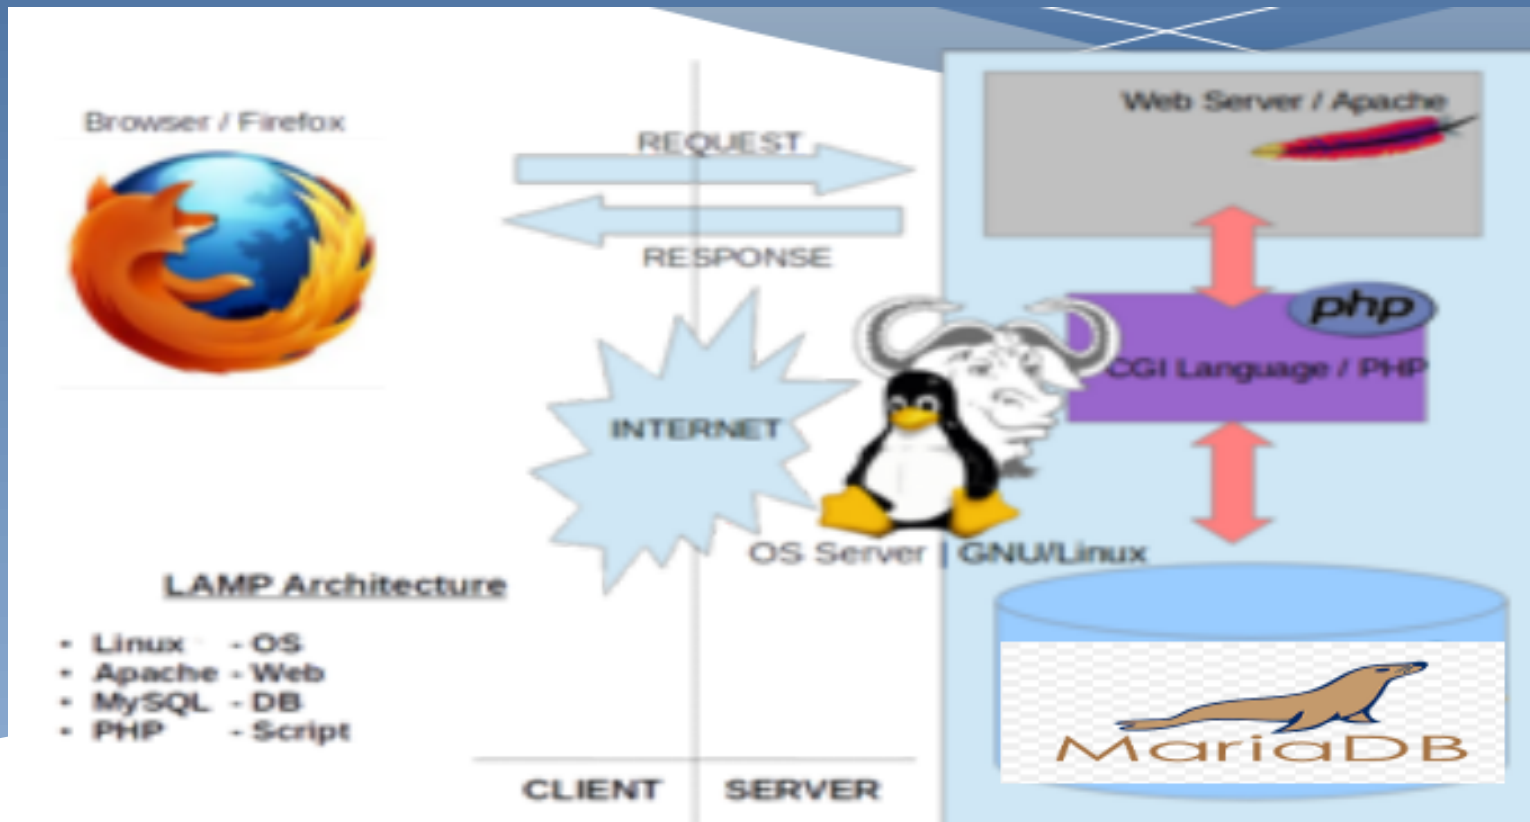 Browser / Firefox
REQUEST
RESPONSE
INTERNET
Web Server / Apache
php
CGI Language / PHP
OS Server | GNU/Linux
MariaDB
LAMP Architecture
• Linux - OS
• Apache - Web
• MySQL - DB
• PHP - Script
CLIENT
SERVER